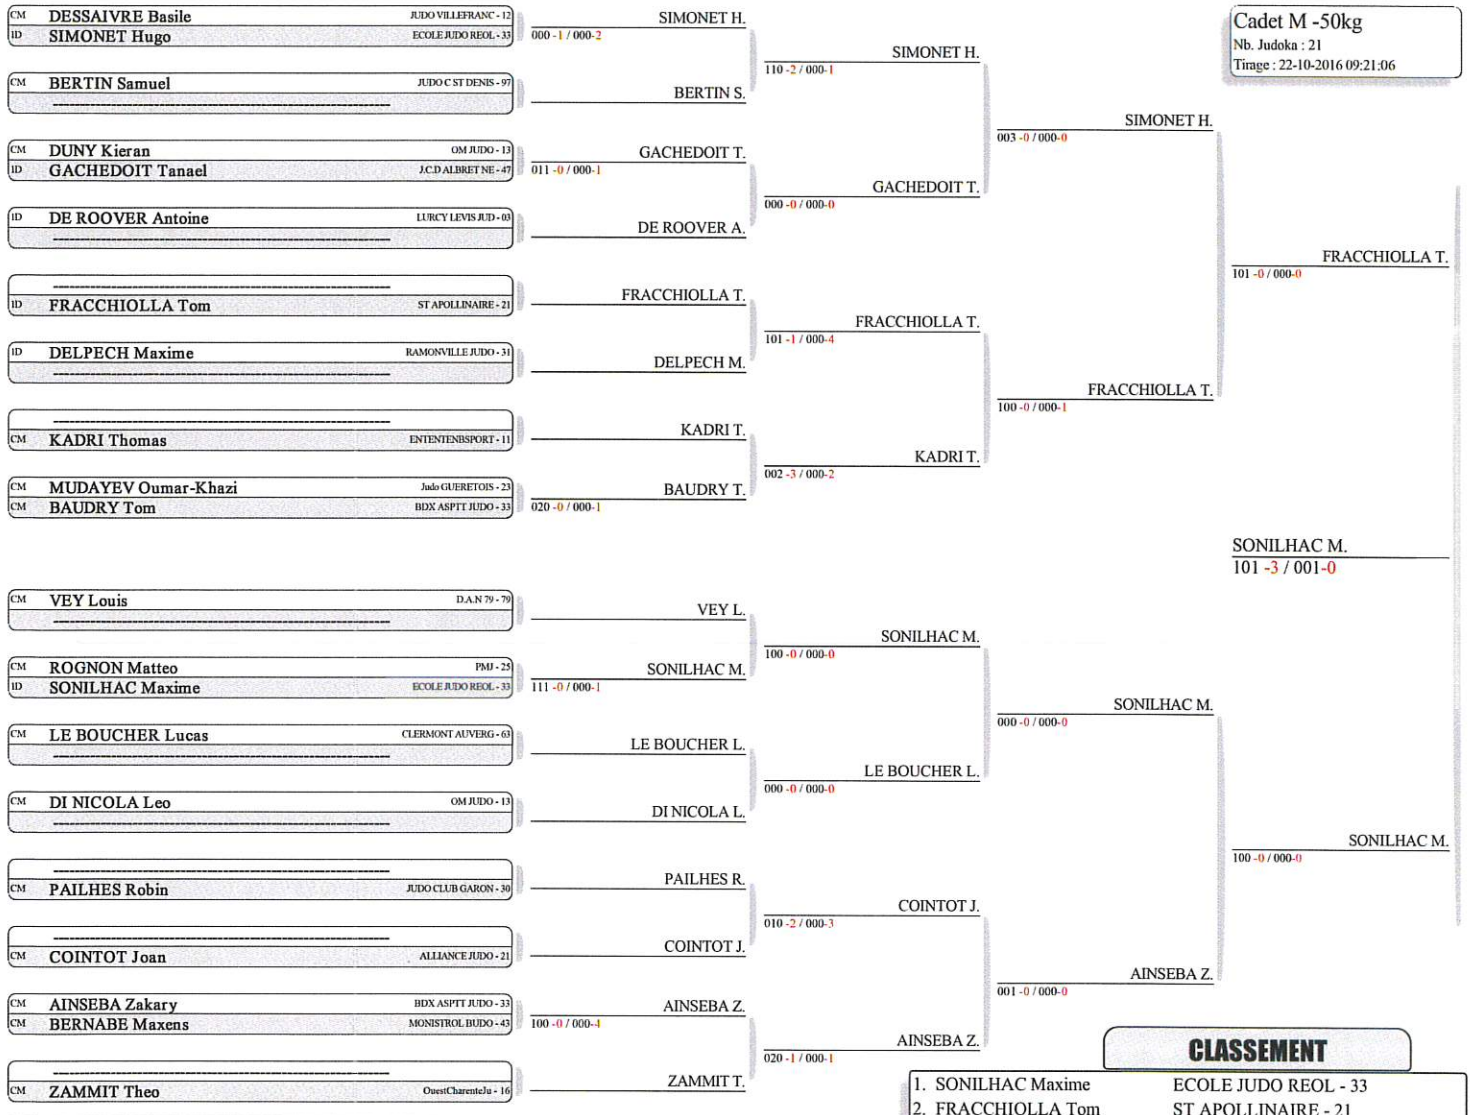 Cadet M -50kg
Nb. Judoka : 21
Tirage : 22-10-2016 09:21:06
CM DESSAIVRE Basile JUDO VILLEFRANC - 12
1D SIMONET Hugo ECOLE JUDO REOL - 33
CM BERTIN Samuel JUDO C ST DENIS - 97
CM DUNY Kieran OM JUDO - 13
1D GACHEDOIT Tanael J.C.D ALBRET NE - 47
1D DE ROOVER Antoine LURCY LEVIS JUD - 03
1D FRACCHIOLLA Tom ST APOLLINAIRE - 21
1D DELPECH Maxime RAMONVILLE JUDO - 31
CM KADRI Thomas ENTENTENBSPORT - 11
CM MUDAYEV Oumar-Khazi Judo GUERETOIS - 23
CM BAUDRY Tom BDX ASPTT JUDO - 33
CM VEY Louis D.A.N 79 - 79
CM ROGNON Matteo PMJ - 25
1D SONILHAC Maxime ECOLE JUDO REOL - 33
CM LE BOUCHER Lucas CLERMONT AUVERG - 63
CM DI NICOLA Leo OM JUDO - 13
CM PAILHES Robin JUDO CLUB GARON - 30
CM COINTOT Joan ALLIANCE JUDO - 21
CM AINSEBA Zakary BDX ASPTT JUDO - 33
CM BERNABE Maxens MONISTROL BUDO - 43
CM ZAMMIT Theo OuestCharenteJu - 16
SIMONET H.
000 -1 / 000-2
BERTIN S.
GACHEDOIT T.
011 -0 / 000-1
DE ROOVER A.
FRACCHIOLLA T.
DELPECH M.
KADRI T.
BAUDRY T.
020 -0 / 000-1
VEY L.
SONILHAC M.
111 -0 / 000-1
LE BOUCHER L.
DI NICOLA L.
PAILHES R.
COINTOT J.
AINSEBA Z.
100 -0 / 000-4
ZAMMIT T.
SIMONET H.
110 -2 / 000-1
GACHEDOIT T.
000 -0 / 000-0
FRACCHIOLLA T.
101 -1 / 000-4
KADRI T.
002 -3 / 000-2
SONILHAC M.
100 -0 / 000-0
LE BOUCHER L.
000 -0 / 000-0
COINTOT J.
010 -2 / 000-3
AINSEBA Z.
020 -1 / 000-1
SIMONET H.
003 -0 / 000-0
FRACCHIOLLA T.
100 -0 / 000-1
SONILHAC M.
000 -0 / 000-0
AINSEBA Z.
001 -0 / 000-0
FRACCHIOLLA T.
101 -0 / 000-0
SONILHAC M.
101 -3 / 001-0
SONILHAC M.
100 -0 / 000-0
CLASSEMENT
1. SONILHAC Maxime ECOLE JUDO REOL - 33
2. FRACCHIOLLA Tom ST APOLLINAIRE - 21